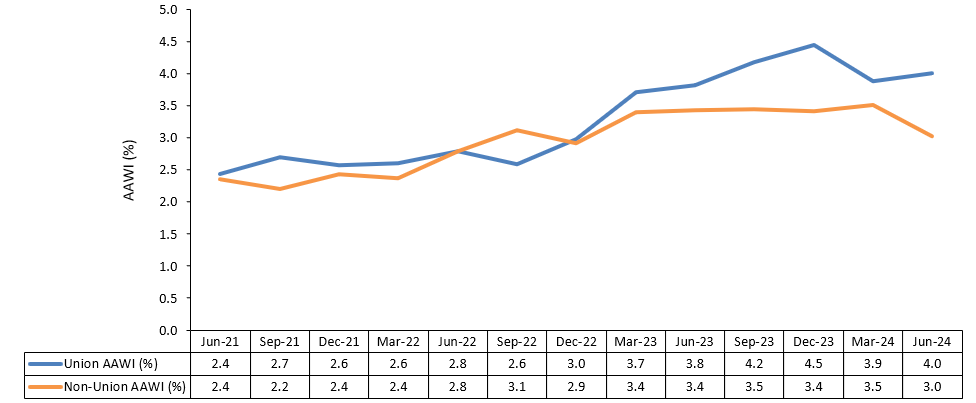 5.0
4.5
4.0
3.5
3.0
2.5
2.0
1.5
1.0
0.5
0.0
AAWI (%)
Jun-21 Sep-21 Dec-21 Mar-22 Jun-22 Sep-22 Dec-22 Mar-23 Jun-23 Sep-23 Dec-23 Mar-24 Jun-24
Union AAWI (%) 2.4 2.7 2.6 2.6 2.8 2.6 3.0 3.7 3.8 4.2 4.5 3.9 4.0
Non-Union AAWI (%) 2.4 2.2 2.4 2.4 2.8 3.1 2.9 3.4 3.4 3.5 3.4 3.5 3.0